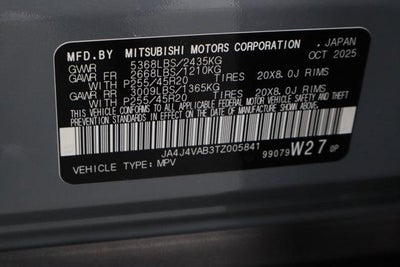 MFD.BY MITSUBISHI MOTORS CORPORATION ,JAPAN
OCT 2025
GVWR 5368LBS/2435KG
GAWR FR 2668LBS/1210KG
P255/45R20 TIRES 20X8.0J RIMS
GAWR RR 3009LBS/1365KG
P255/45R20 TIRES 20X8.0J RIMS
THIS VEHICLE CONFORMS TO ALL APPLICABLE FEDERAL MOTOR VEHICLE SAFETY AND THEFT
PREVENTION STANDARDS IN EFFECT ON THE DATE OF MANUFACTURE SHOWN ABOVE.
JA4J4VAB3TZ005841
VEHICLE TYPE: MPV 99079 W27 0P